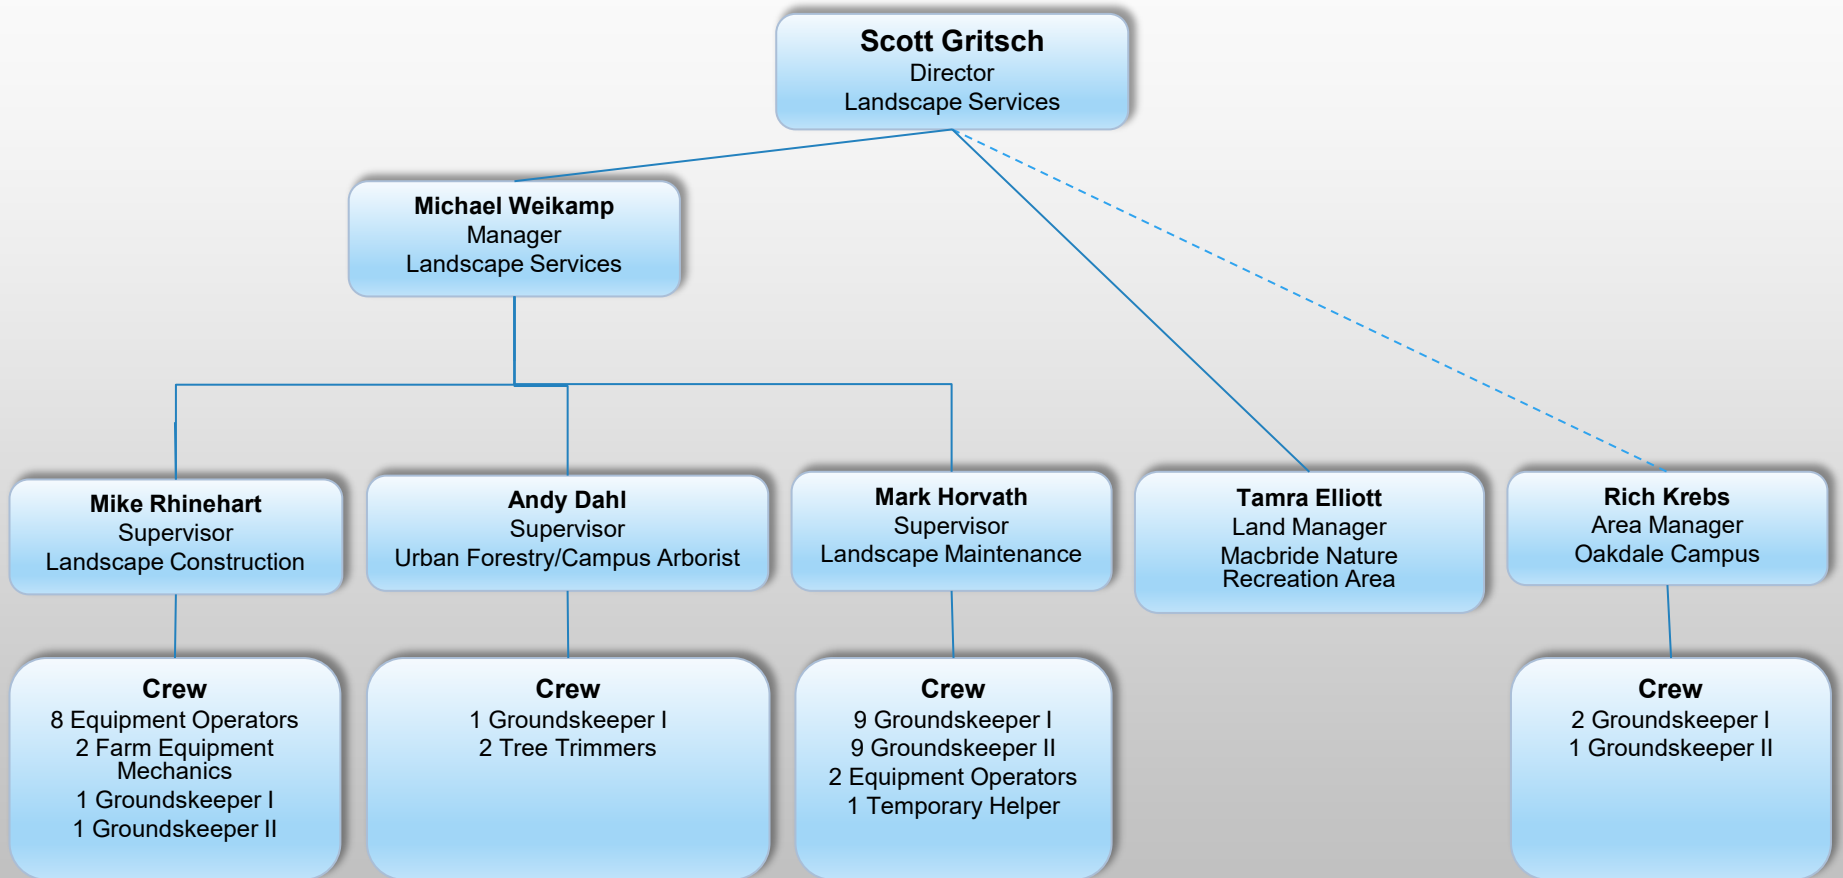 Scott Gritsch
Director
Landscape Services
Michael Weikamp
Manager
Landscape Services
Mike Rhinehart
Supervisor
Landscape Construction
Andy Dahl
Supervisor
Urban Forestry/Campus Arborist
Mark Horvath
Supervisor
Landscape Maintenance
Tamra Elliott
Land Manager
Macbride Nature
Recreation Area
Rich Krebs
Area Manager
Oakdale Campus
Crew
8 Equipment Operators
2 Farm Equipment
Mechanics
1 Groundskeeper I
1 Groundskeeper II
Crew
1 Groundskeeper I
2 Tree Trimmers
Crew
9 Groundskeeper I
9 Groundskeeper II
2 Equipment Operators
1 Temporary Helper
Crew
2 Groundskeeper I
1 Groundskeeper II